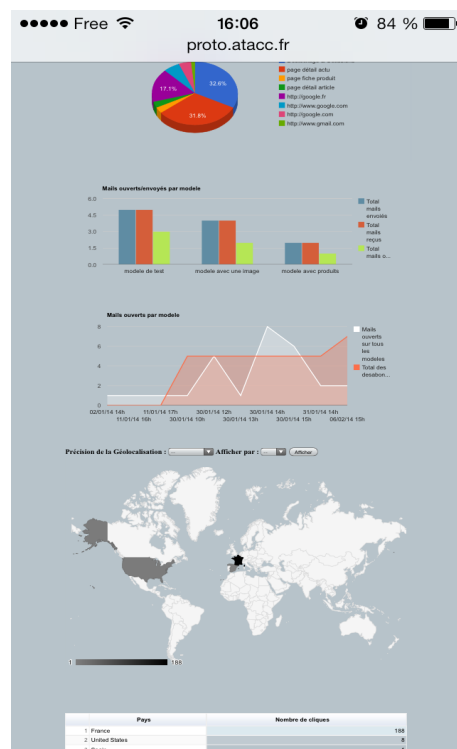 Free 16:06 84 %
proto.atacc.fr
page détail actu
page fiche produit
page détail article
http://google.fr
http://www.google.com
http://google.com
http://www.gmail.com
32.6%
17.1%
31.8%
Mails ouverts/envoyés par modele
6.0
4.5
3.0
1.5
0.0
modele de test
modele avec une image
modele avec produits
Total
mails
envoiés
Total
mails
reçus
Total
mails o...
Mails ouverts par modele
8
6
4
2
0
02/01/14 14h 11/01/14 17h 30/01/14 12h 30/01/14 14h 31/01/14 14h
11/01/14 16h 30/01/14 10h 30/01/14 13h 30/01/14 15h 06/02/14 15h
Mails
ouverts
sur tous
les
modeles
Total des
desabon...
Précision de la Géolocalisation : -- Afficher par : -- Afficher
1 188
Pays Nombre de cliques
1 France 188
2 United States 8